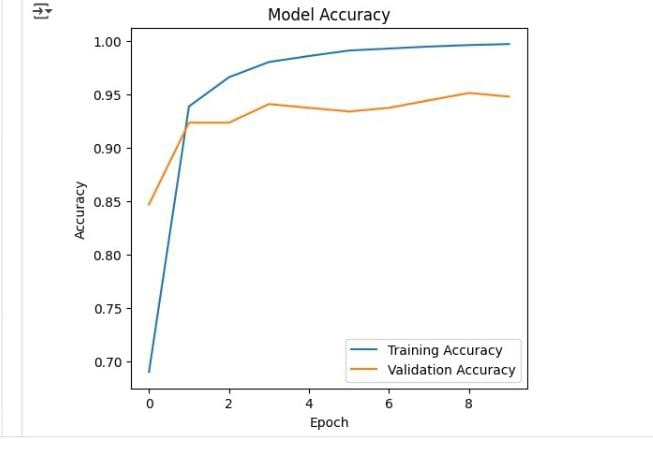 Model Accuracy
1.00
0.95
0.90
0.85
0.80
0.75
0.70
Accuracy
Training Accuracy
Validation Accuracy
0 2 4 6 8
Epoch